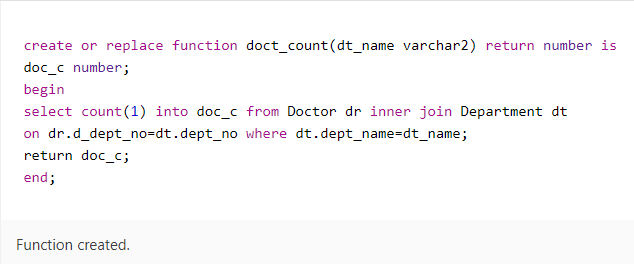 create or replace function doct_count(dt_name varchar2) return number is
doc_c number;
begin
select count(1) into doc_c from Doctor dr inner join Department dt
on dr.d_dept_no=dt.dept_no where dt.dept_name=dt_name;
return doc_c;
end;
Function created.